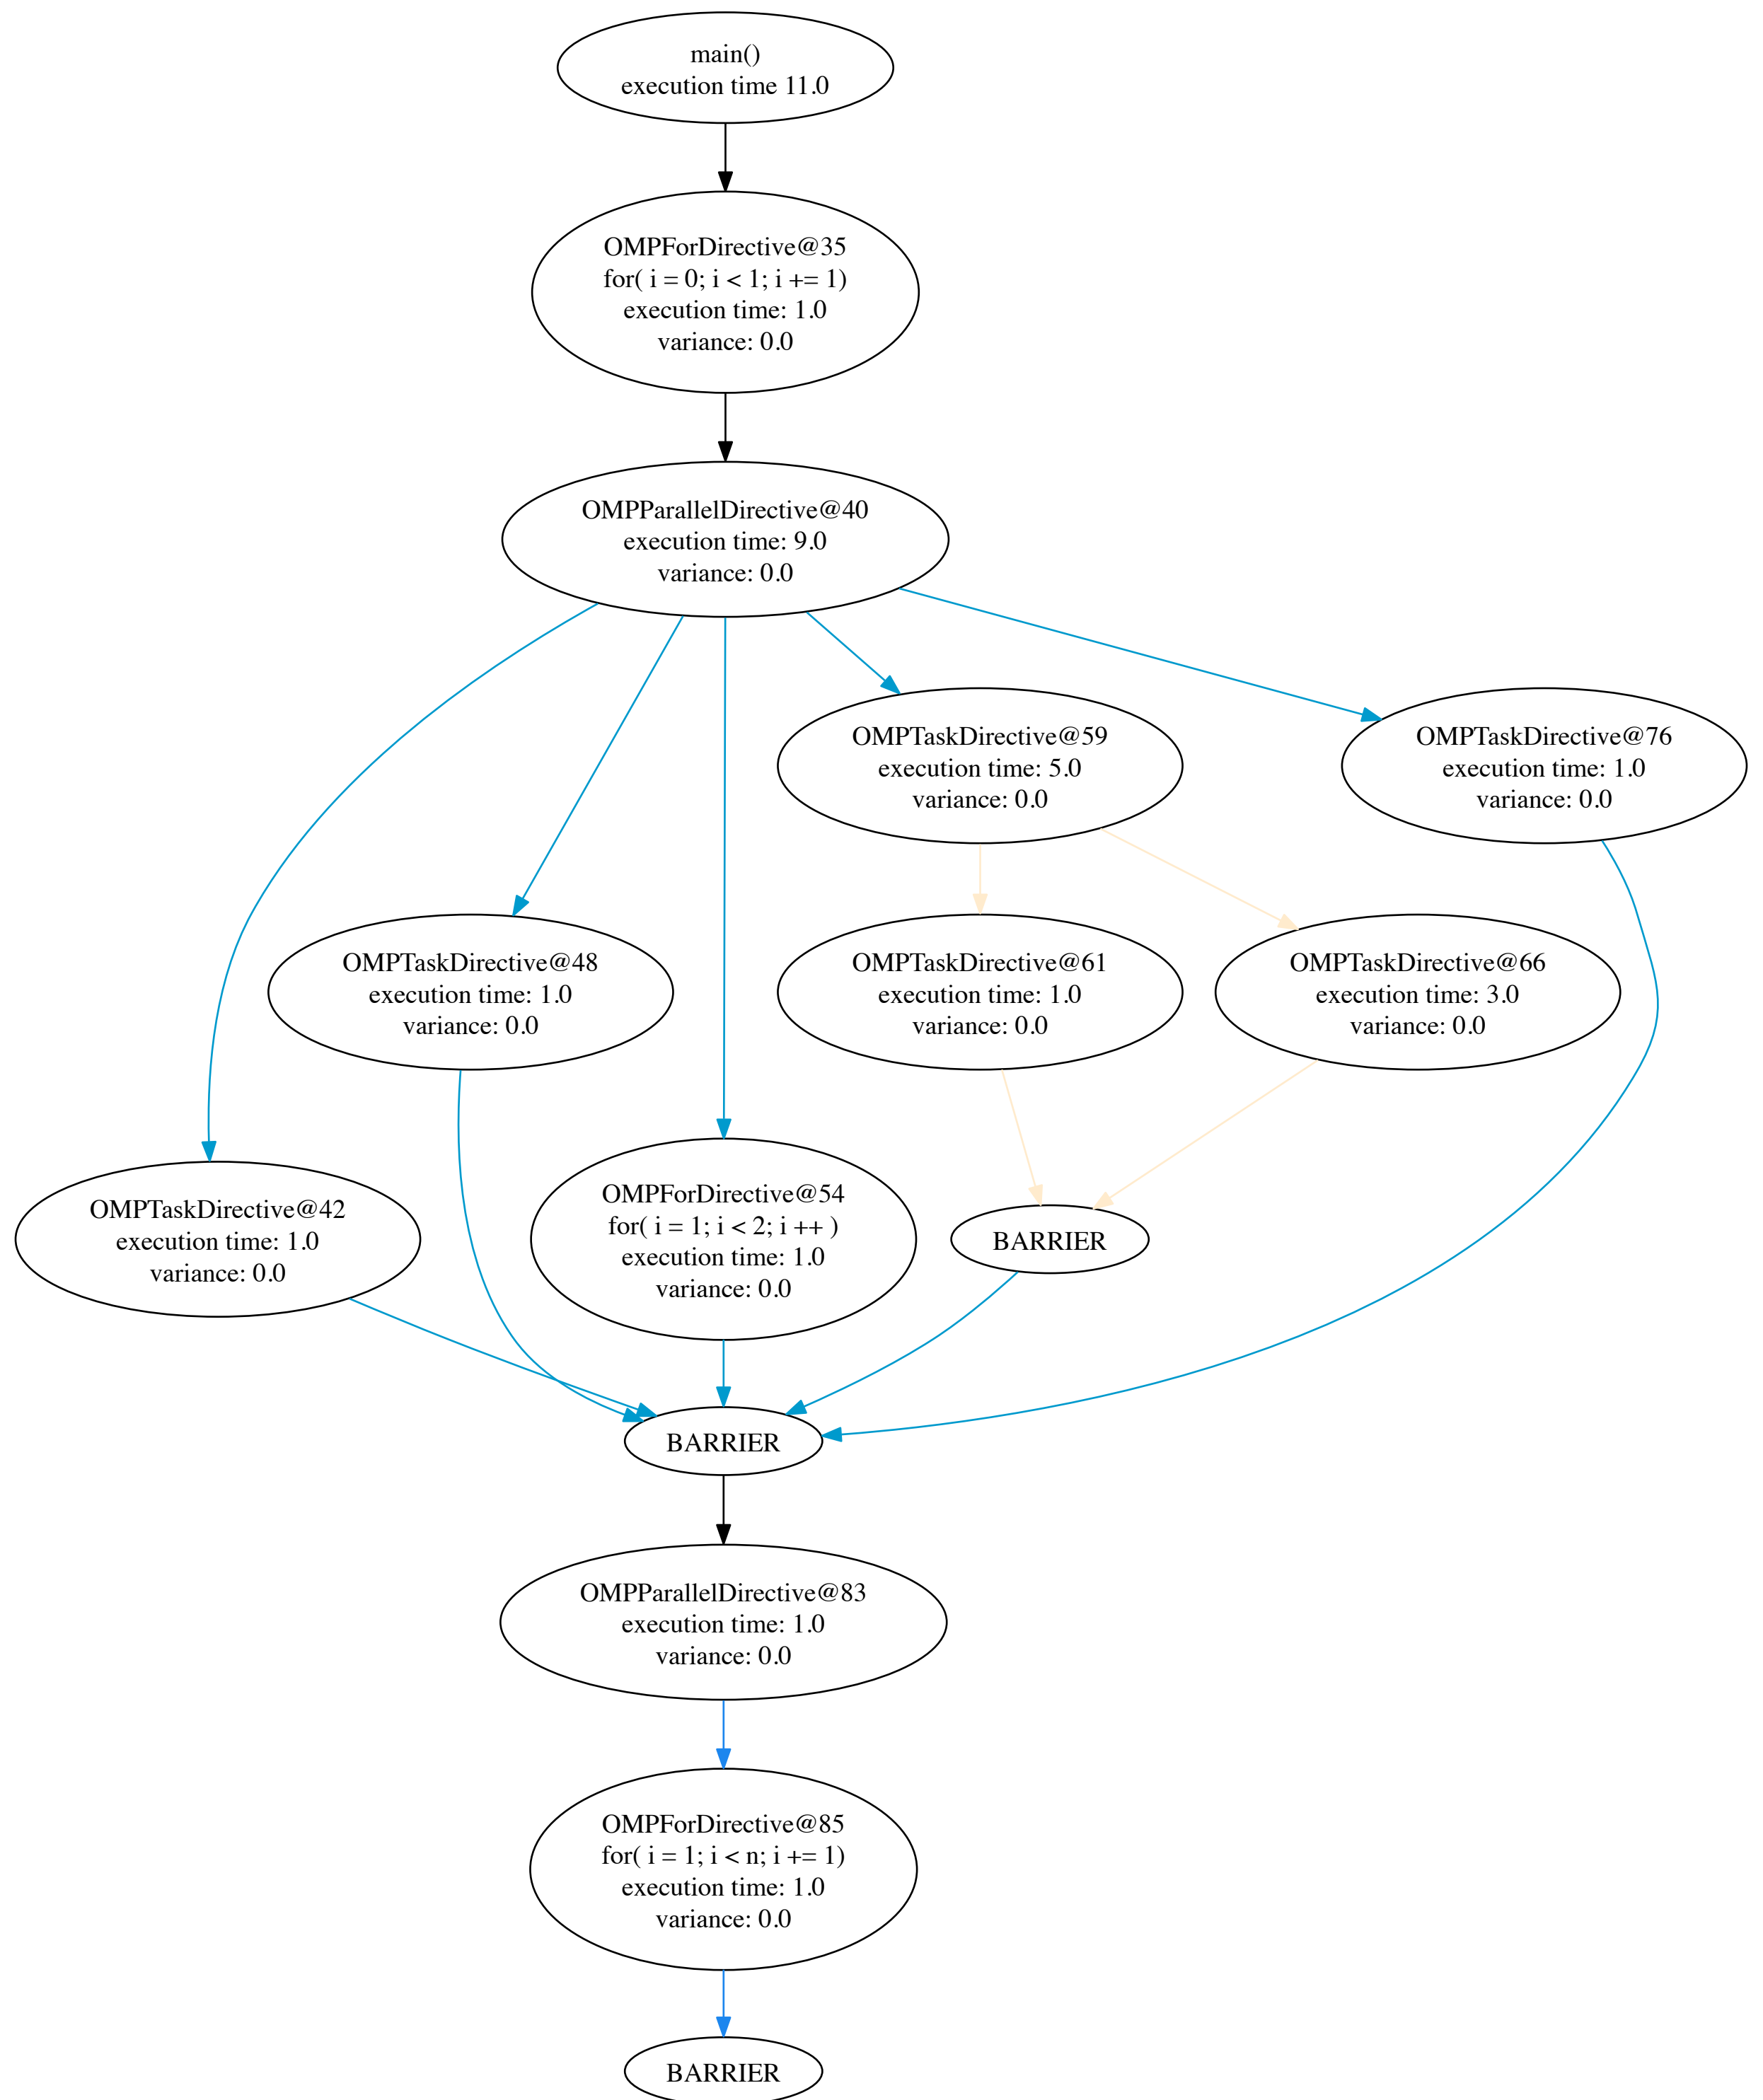 main()
execution time 11.0
OMPForDirective@35
for( i = 0; i < 1; i += 1)
execution time: 1.0
variance: 0.0
OMPParallelDirective@40
execution time: 9.0
variance: 0.0
OMPTaskDirective@59
execution time: 5.0
variance: 0.0
OMPTaskDirective@76
execution time: 1.0
variance: 0.0
OMPTaskDirective@48
execution time: 1.0
variance: 0.0
OMPTaskDirective@61
execution time: 1.0
variance: 0.0
OMPTaskDirective@66
execution time: 3.0
variance: 0.0
OMPTaskDirective@42
execution time: 1.0
variance: 0.0
OMPForDirective@54
for( i = 1; i < 2; i ++ )
execution time: 1.0
variance: 0.0
BARRIER
BARRIER
OMPParallelDirective@83
execution time: 1.0
variance: 0.0
OMPForDirective@85
for( i = 1; i < n; i += 1)
execution time: 1.0
variance: 0.0
BARRIER